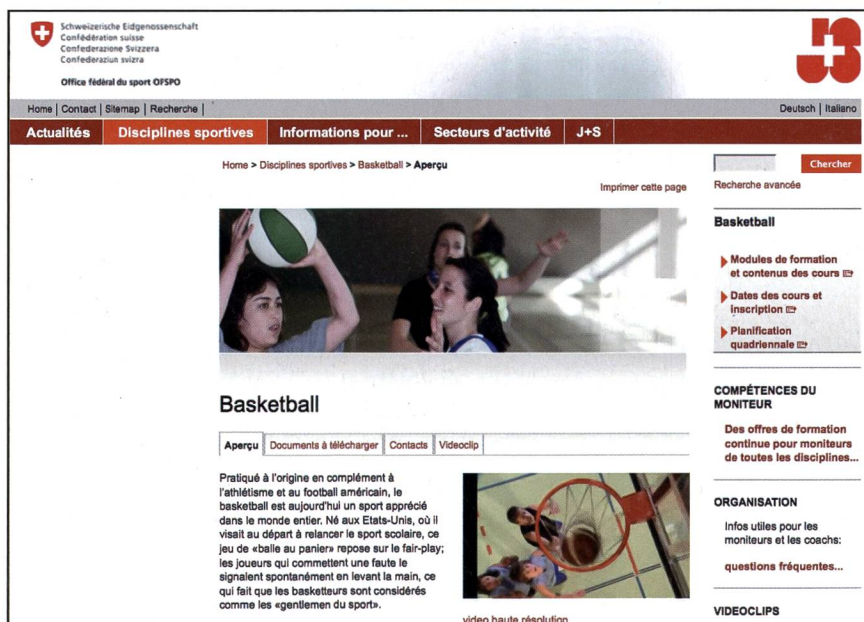 Schweizerische Eidgenossenschaft
Confédération suisse
Confederazione Svizzera
Confederaziun svizra
Office fédéral du sport OFSPO
JS
Home | Contact | Sitemap | Recherche |
Deutsch | Italiano
Actualités
Disciplines sportives
Informations pour ...
Secteurs d'activité
J+S
Home > Disciplines sportives > Basketball > Aperçu
Imprimer cette page
Chercher
Recherche avancée
Basketball
Modules de formation
et contenus des cours
Dates des cours et
inscription
Planification
quadriennale
COMPÉTENCES DU
MONITEUR
Des offres de formation
continue pour moniteurs
de toutes les disciplines...
ORGANISATION
Infos utiles pour les
moniteurs et les coachs:
questions fréquentes...
VIDEOCLIPS
Basketball
Aperçu
Documents à télécharger
Contacts
Videoclip
Pratiqué à l'origine en complément à
l'athlétisme et au football américain, le
basketball est aujourd'hui un sport apprécié
dans le monde entier. Né aux Etats-Unis, où il
visait au départ à relancer le sport scolaire, ce
jeu de «balle au panier» repose sur le fair-play;
les joueurs qui commettent une faute le
signalent spontanément en levant la main, ce
qui fait que les basketteurs sont considérés
comme les «gentlemen du sport».
video haute résolution